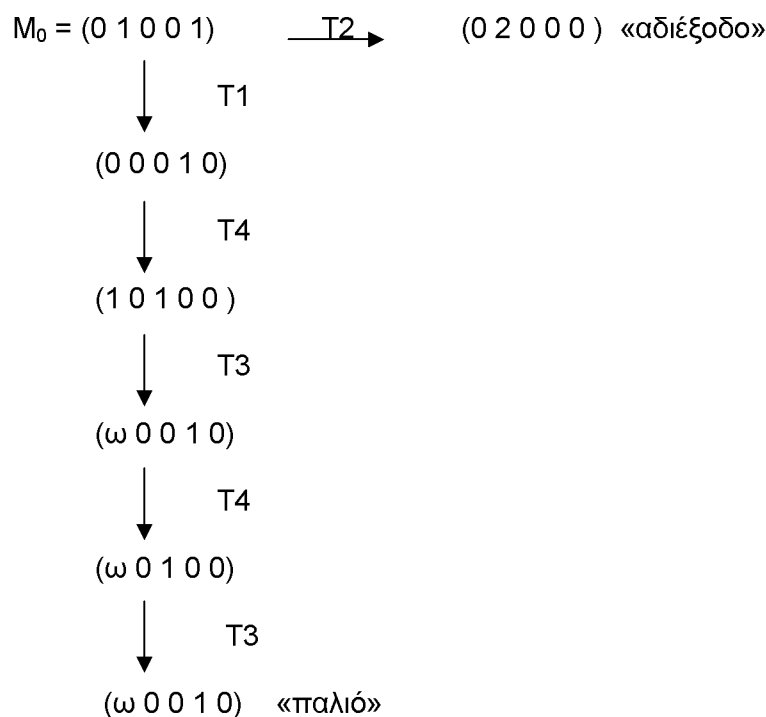 M₀ = (0 1 0 0 1) T2 (0 2 0 0 0 ) «αδιέξοδο»
T1
(0 0 0 1 0)
T4
(1 0 1 0 0 )
T3
(ω 0 0 1 0)
T4
(ω 0 1 0 0)
T3
(ω 0 0 1 0) «παλιό»